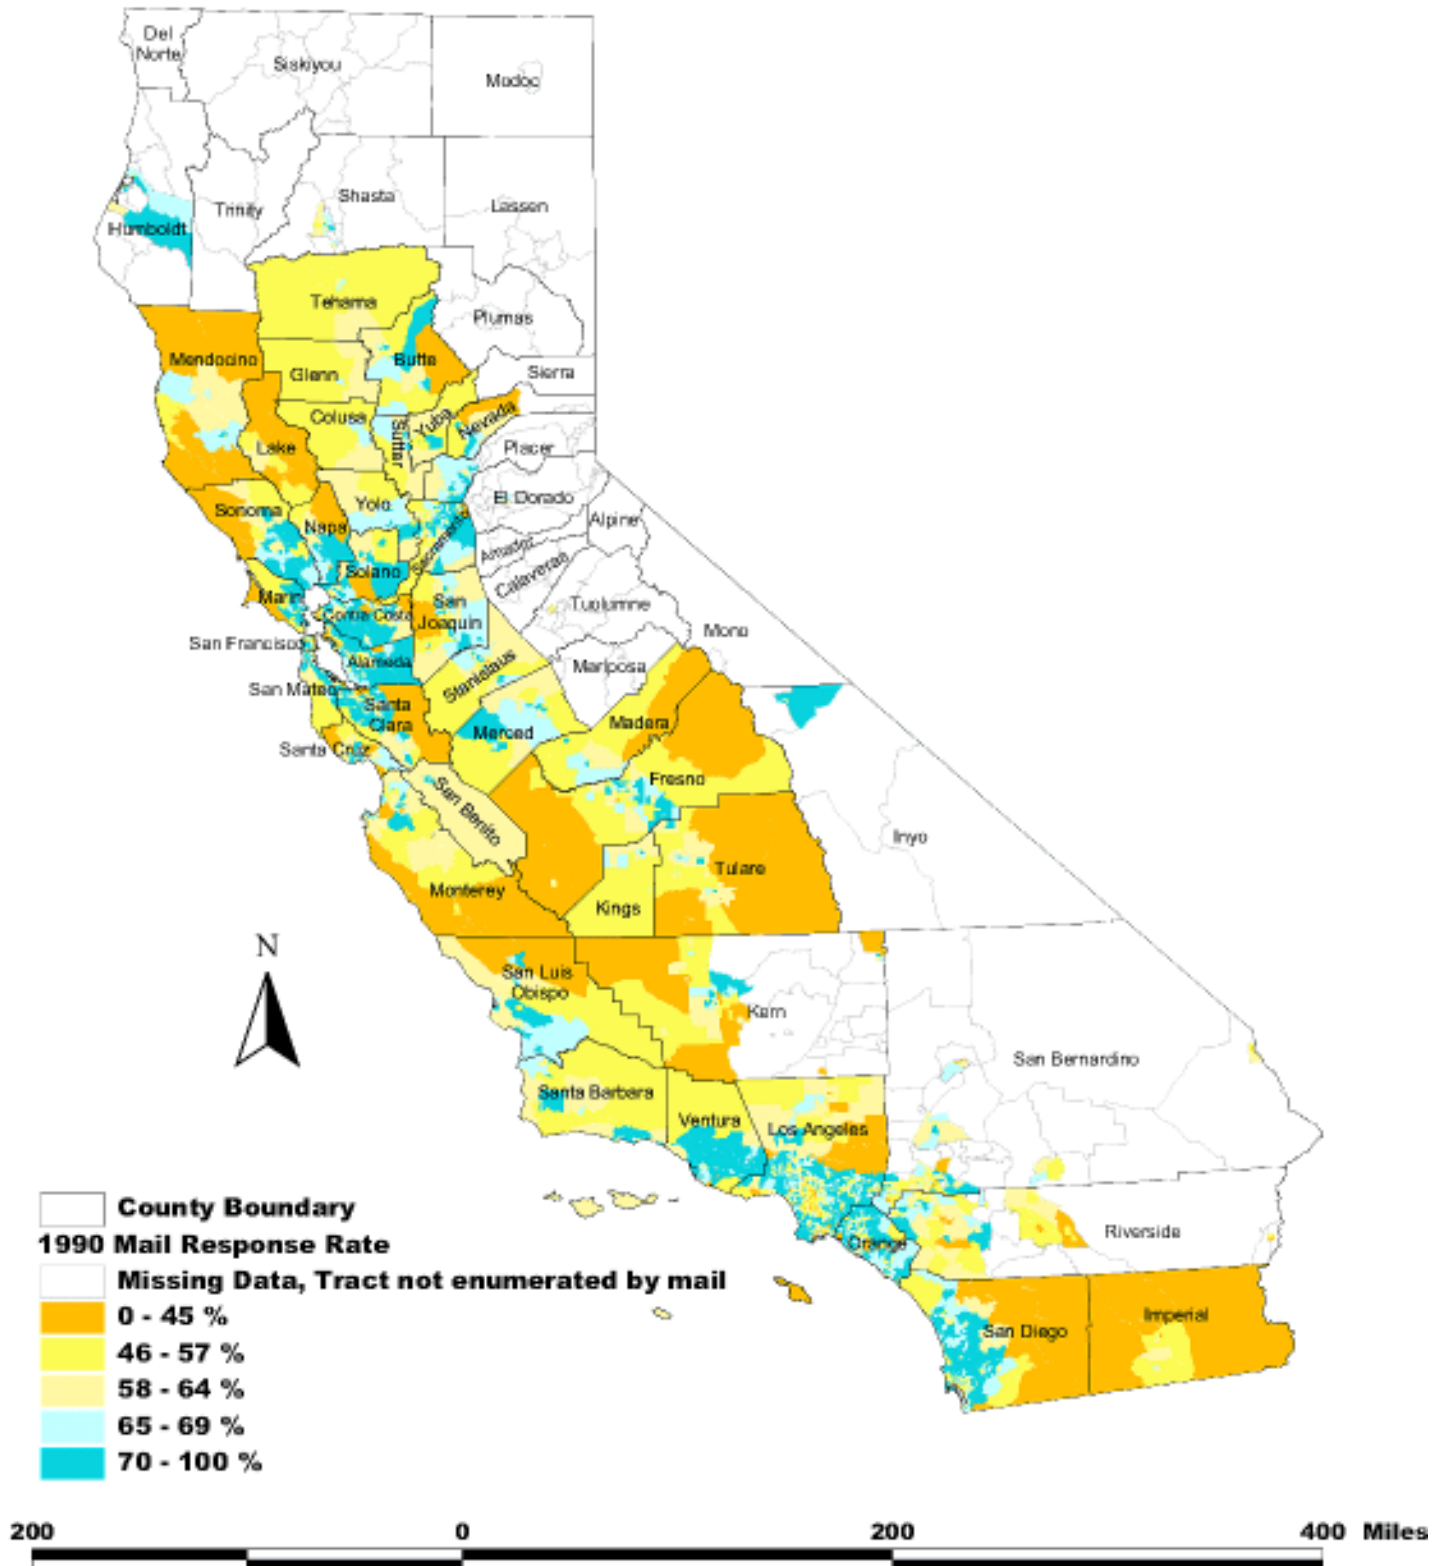 Del
Norte
Siskiyou
Modoc
Shasta
Trinity
Lassen
Humboldt
Tehama
Plumas
Mendocino
Butte
Glenn
Sierra
Colusa
Sutter
Yuba
Nevada
Lake
Placer
Sonoma
Yolo
El Dorado
Napa
Sacramento
Alpine
Amador
Solano
Calaveras
Marin
Contra Costa
San
Joaquin
Tuolumne
San Francisco
Mono
Alameda
Stanislaus
Mariposa
San Mateo
Santa
Clara
Merced
Madera
Santa Cruz
Fresno
San Benito
Inyo
Tulare
Monterey
Kings
N
San Luis
Obispo
Kern
San Bernardino
Santa Barbara
Ventura
Los Angeles
Orange
Riverside
San Diego
Imperial
County Boundary
1990 Mail Response Rate
Missing Data, Tract not enumerated by mail
0 - 45 %
46 - 57 %
58 - 64 %
65 - 69 %
70 - 100 %
200 0 200 400 Miles